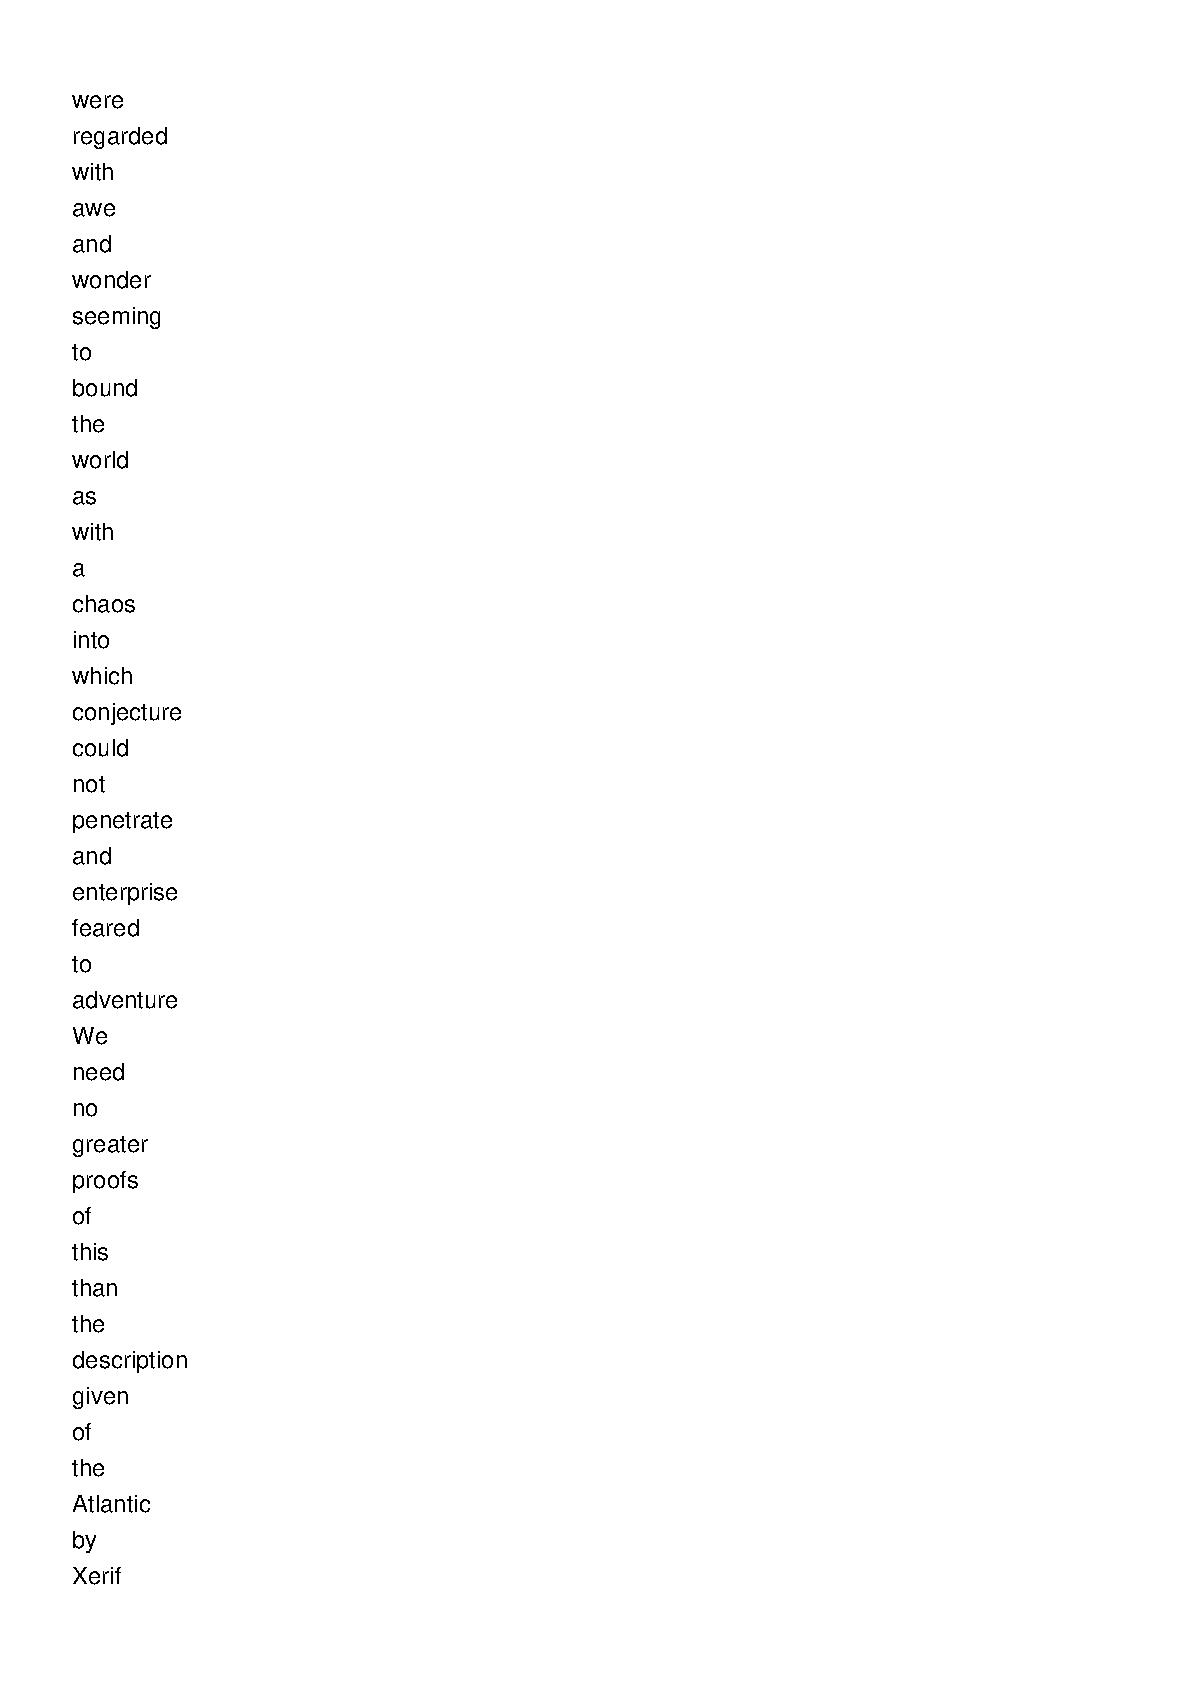 were
regarded
with
awe
and
wonder
seeming
to
bound
the
world
as
with
a
chaos
into
which
conjecture
could
not
penetrate
and
enterprise
feared
to
adventure
We
need
no
greater
proofs
of
this
than
the
description
given
of
the
Atlantic
by
Xerif